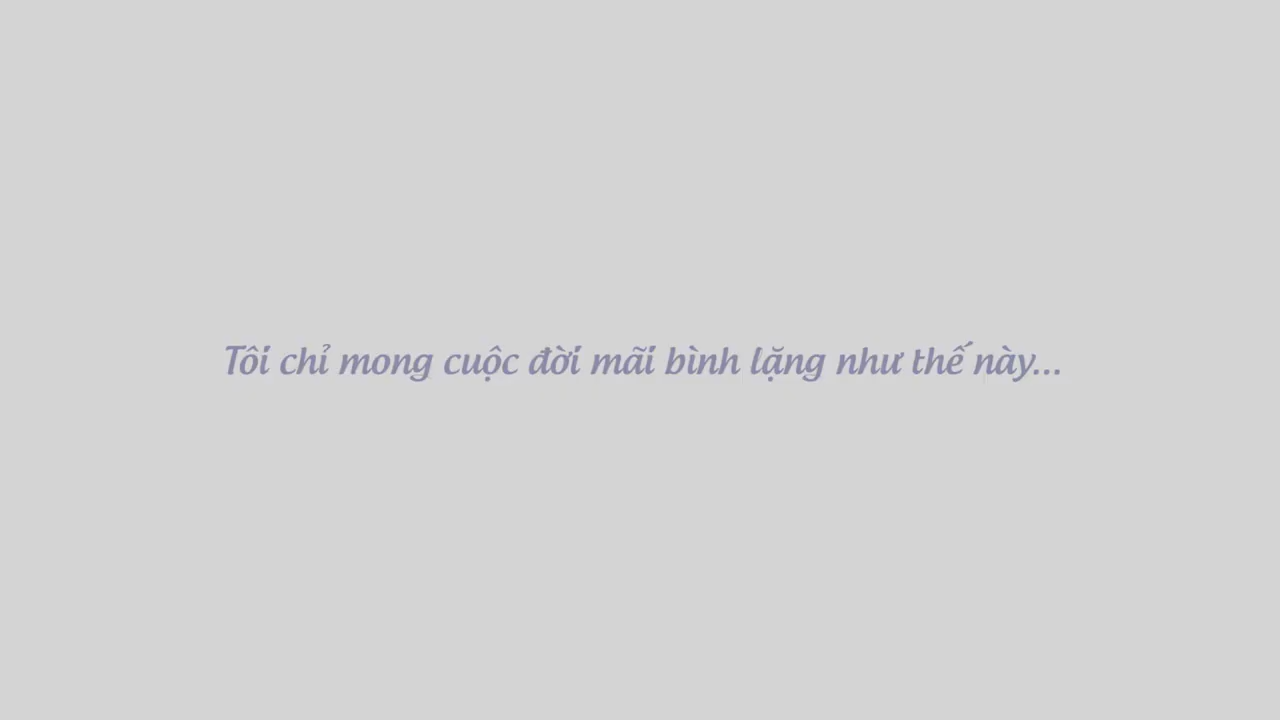 Tôi chỉ mong cuộc đời mãi bình lặng như thế này...